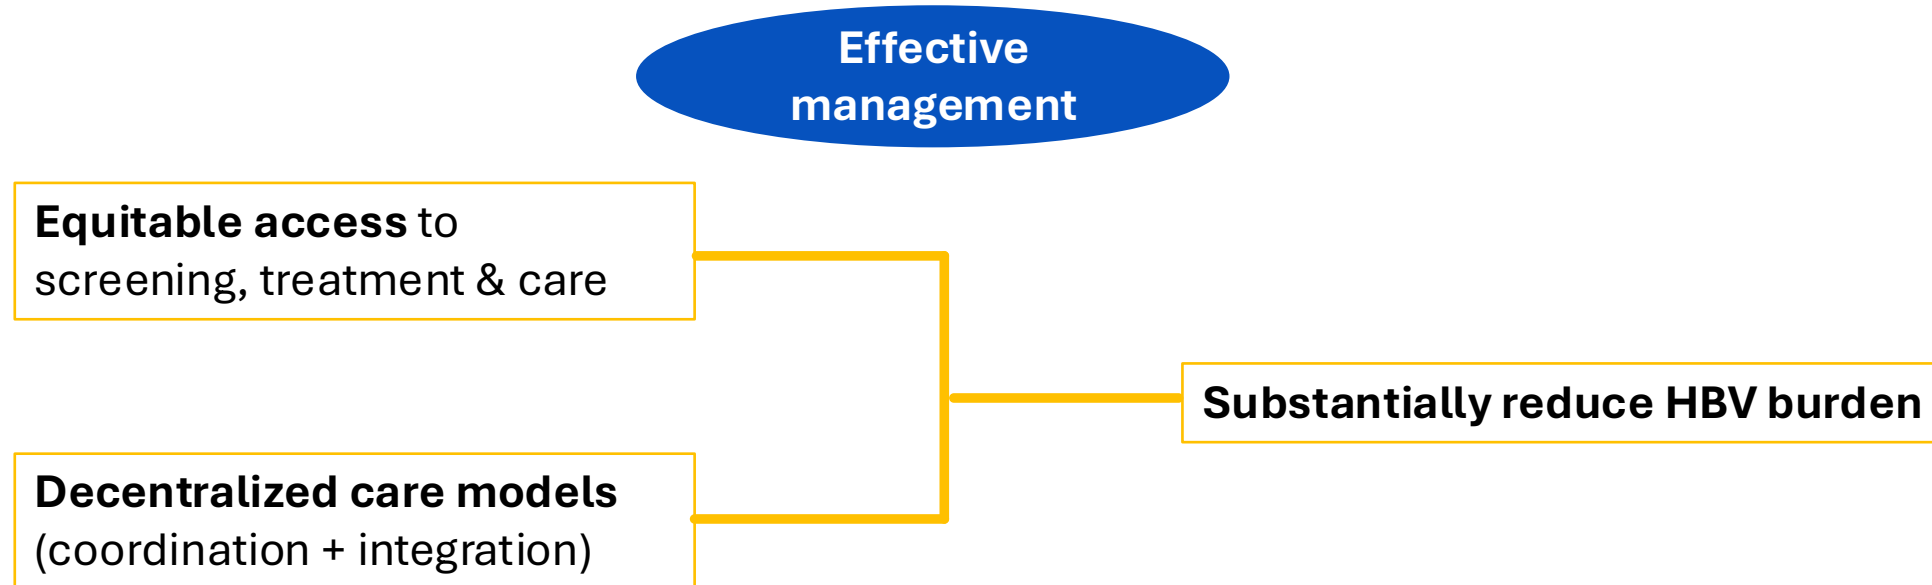 Effective
management
Equitable access to
screening, treatment & care
Substantially reduce HBV burden
Decentralized care models
(coordination + integration)